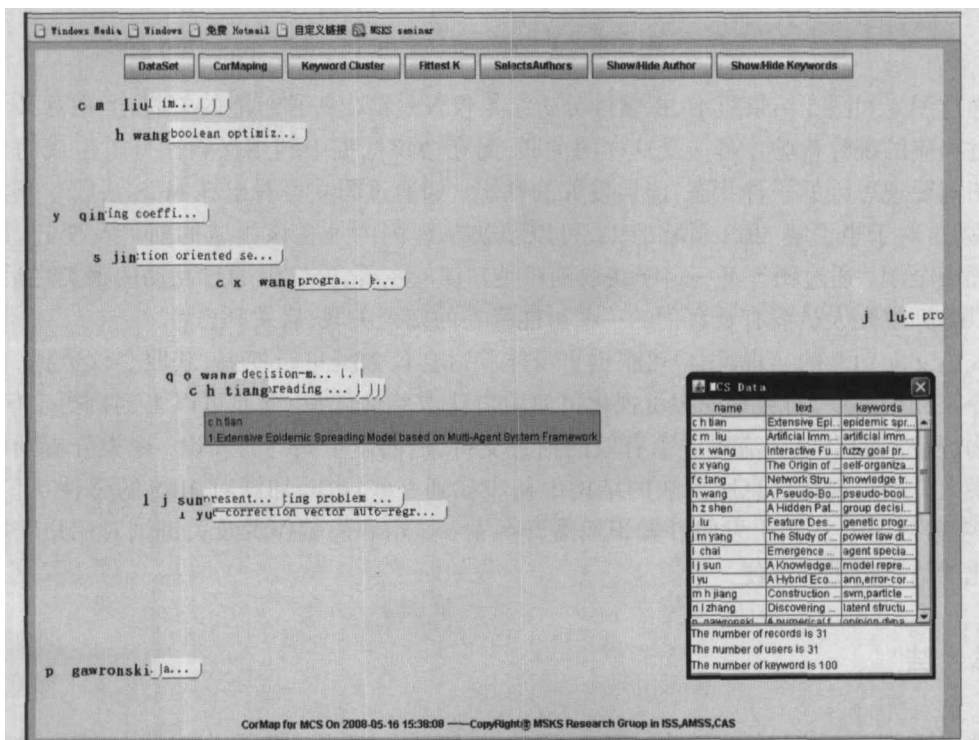 Windows Media Windows 免费 Hotmail 自定义链接 MSKS seminar
DataSet CorMaping Keyword Cluster Fittest K SelectsAuthors Show/Hide Author Show/Hide Keywords
c m liu im...
h wang boolean optimiz...
y qin ing coeffi...
s jin tion oriented se...
c x wang progra...
j lu c pro
q o wang decision-m...
c h tian preading ...
c h tian
1.Extensive Epidemic Spreading Model based on Multi-Agent System Framework
l j sun present... ting problem ...
l yu -correction vector auto-regr...
p gawronski a...
MCS Data
name text keywords
c h tian Extensive Epi... epidemic spr...
c m liu Artificial Imm... artificial imm...
c x wang Interactive Fu... fuzzy goal pr...
c x yang The Origin of ... self-organiza...
f c tang Network Stru... knowledge tr...
h wang A Pseudo-Bo... pseudo-bool...
h z shen A Hidden Pat... group decisi...
j lu Feature Des... genetic progr...
j m yang The Study of ... power law di...
l chai Emergence ... agent specia...
l j sun A Knowledge... model repre...
l yu A Hybrid Eco... ann,error-cor...
m h jiang Construction ... svm,particle ...
n l zhang Discovering ... latent structu...
p gawronski A numerical f... opinion dyna...
The number of records is 31
The number of users is 31
The number of keyword is 100
CorMap for MCS On 2008-05-16 15:38:08 ——CopyRight@ MSKS Research Gruop in ISS,AMSS,CAS